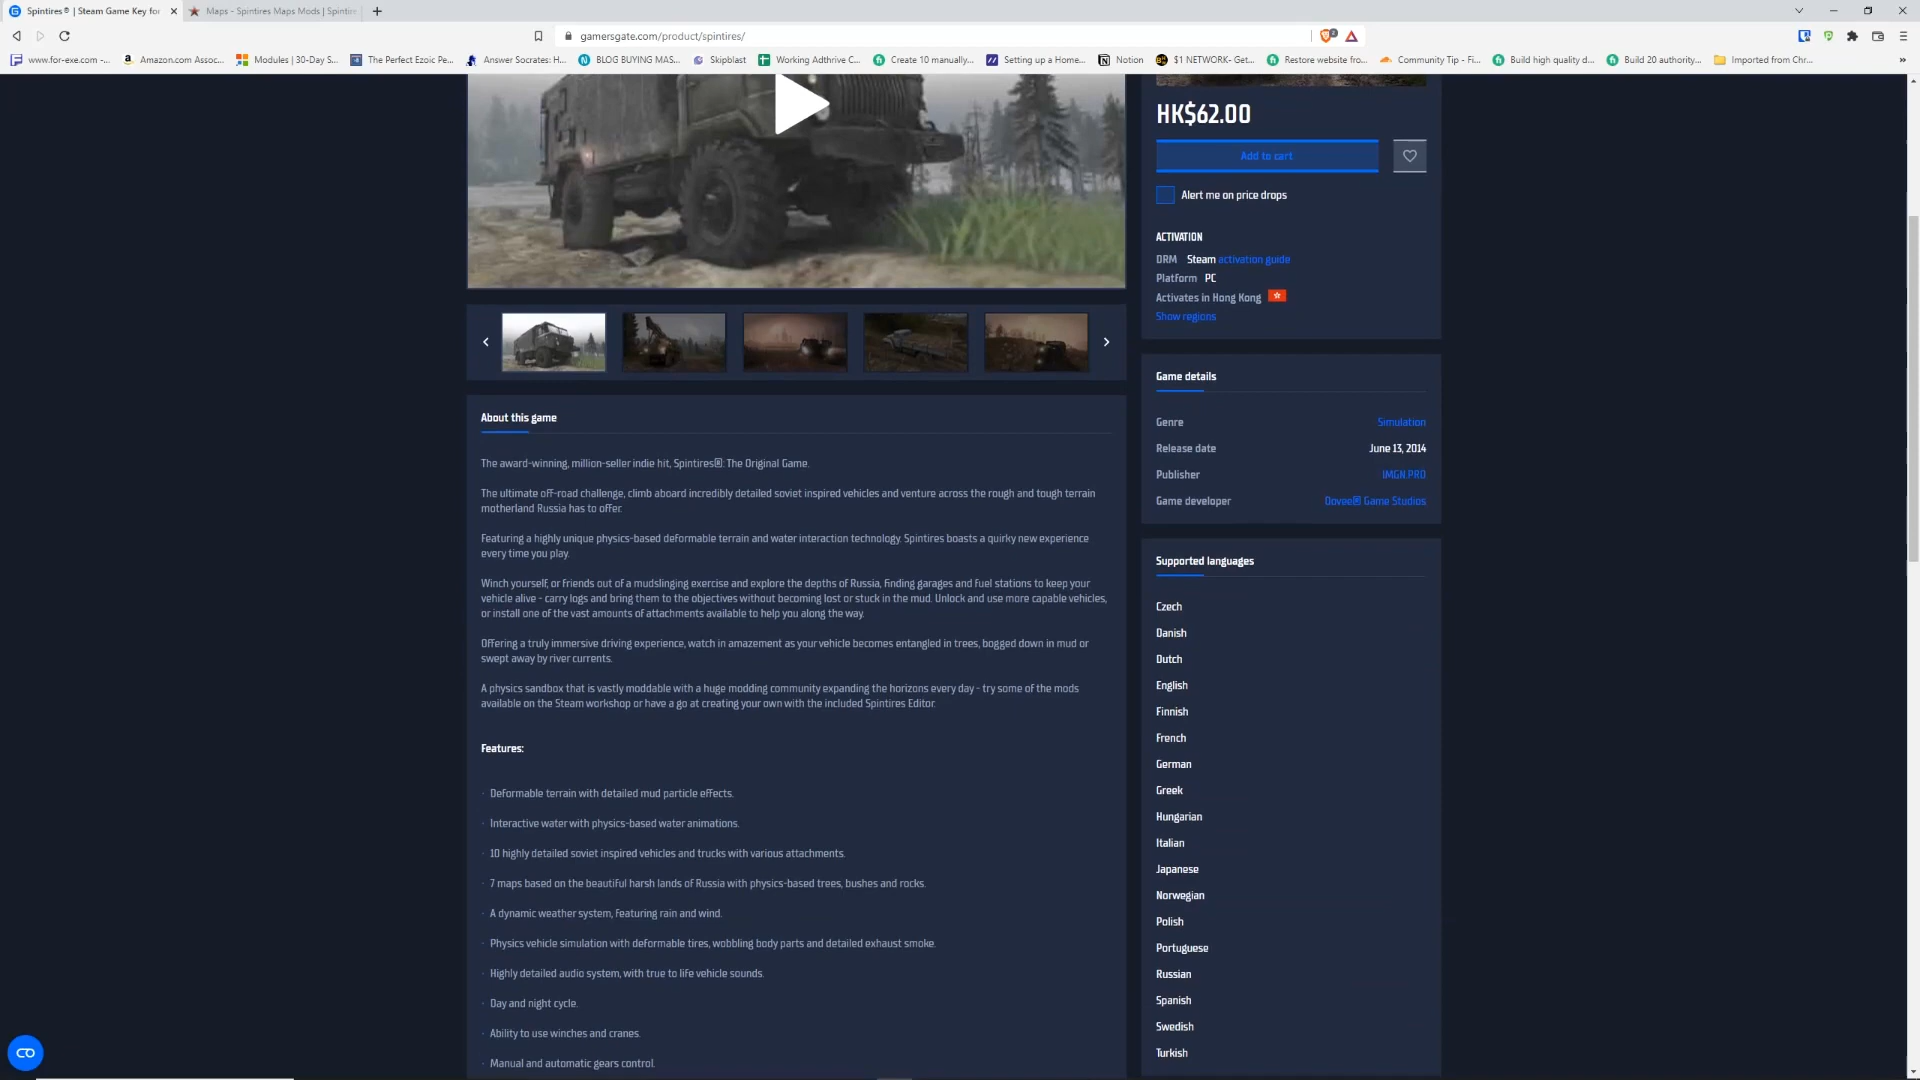 Spintires® | Steam Game Key for
Maps - Spintires Maps Mods | Spintir
gamersgate.com/product/spintires/
www.for-exe.com -...
Amazon.com Assoc...
Modules | 30-Day S...
The Perfect Ezoic Pe...
Answer Socrates: H...
BLOG BUYING MAS...
Skipblast
Working Adthrive C...
Create 10 manually...
Setting up a Home...
Notion
$1 NETWORK- Get...
Restore website fro...
Community Tip - Fi...
Build high quality d...
Build 20 authority...
Imported from Chr...
HK$62.00
Add to cart
Alert me on price drops
ACTIVATION
DRM Steam activation guide
Platform PC
Activates in Hong Kong
Show regions
About this game
The award-winning, million-seller indie hit, Spintires®: The Original Game.
The ultimate off-road challenge, climb aboard incredibly detailed soviet inspired vehicles and venture across the rough and tough terrain
motherland Russia has to offer.
Featuring a highly unique physics-based deformable terrain and water interaction technology. Spintires boasts a quirky new experience
every time you play.
Winch yourself, or friends out of a mudslinging exercise and explore the depths of Russia, finding garages and fuel stations to keep your
vehicle alive - carry logs and bring them to the objectives without becoming lost or stuck in the mud. Unlock and use more capable vehicles,
or install one of the vast amounts of attachments available to help you along the way.
Offering a truly immersive driving experience, watch in amazement as your vehicle becomes entangled in trees, bogged down in mud or
swept away by river currents.
A physics sandbox that is vastly moddable with a huge modding community expanding the horizons every day - try some of the mods
available on the Steam workshop or have a go at creating your own with the included Spintires Editor.
Features:
· Deformable terrain with detailed mud particle effects.
· Interactive water with physics-based water animations.
· 10 highly detailed soviet inspired vehicles and trucks with various attachments.
· 7 maps based on the beautiful harsh lands of Russia with physics-based trees, bushes and rocks.
· A dynamic weather system, featuring rain and wind.
· Physics vehicle simulation with deformable tires, wobbling body parts and detailed exhaust smoke.
· Highly detailed audio system, with true to life vehicle sounds.
· Day and night cycle.
· Ability to use winches and cranes.
· Manual and automatic gears control.
Game details
Genre Simulation
Release date June 13, 2014
Publisher IMGN.PRO
Game developer Oovee® Game Studios
Supported languages
Czech
Danish
Dutch
English
Finnish
French
German
Greek
Hungarian
Italian
Japanese
Norwegian
Polish
Portuguese
Russian
Spanish
Swedish
Turkish